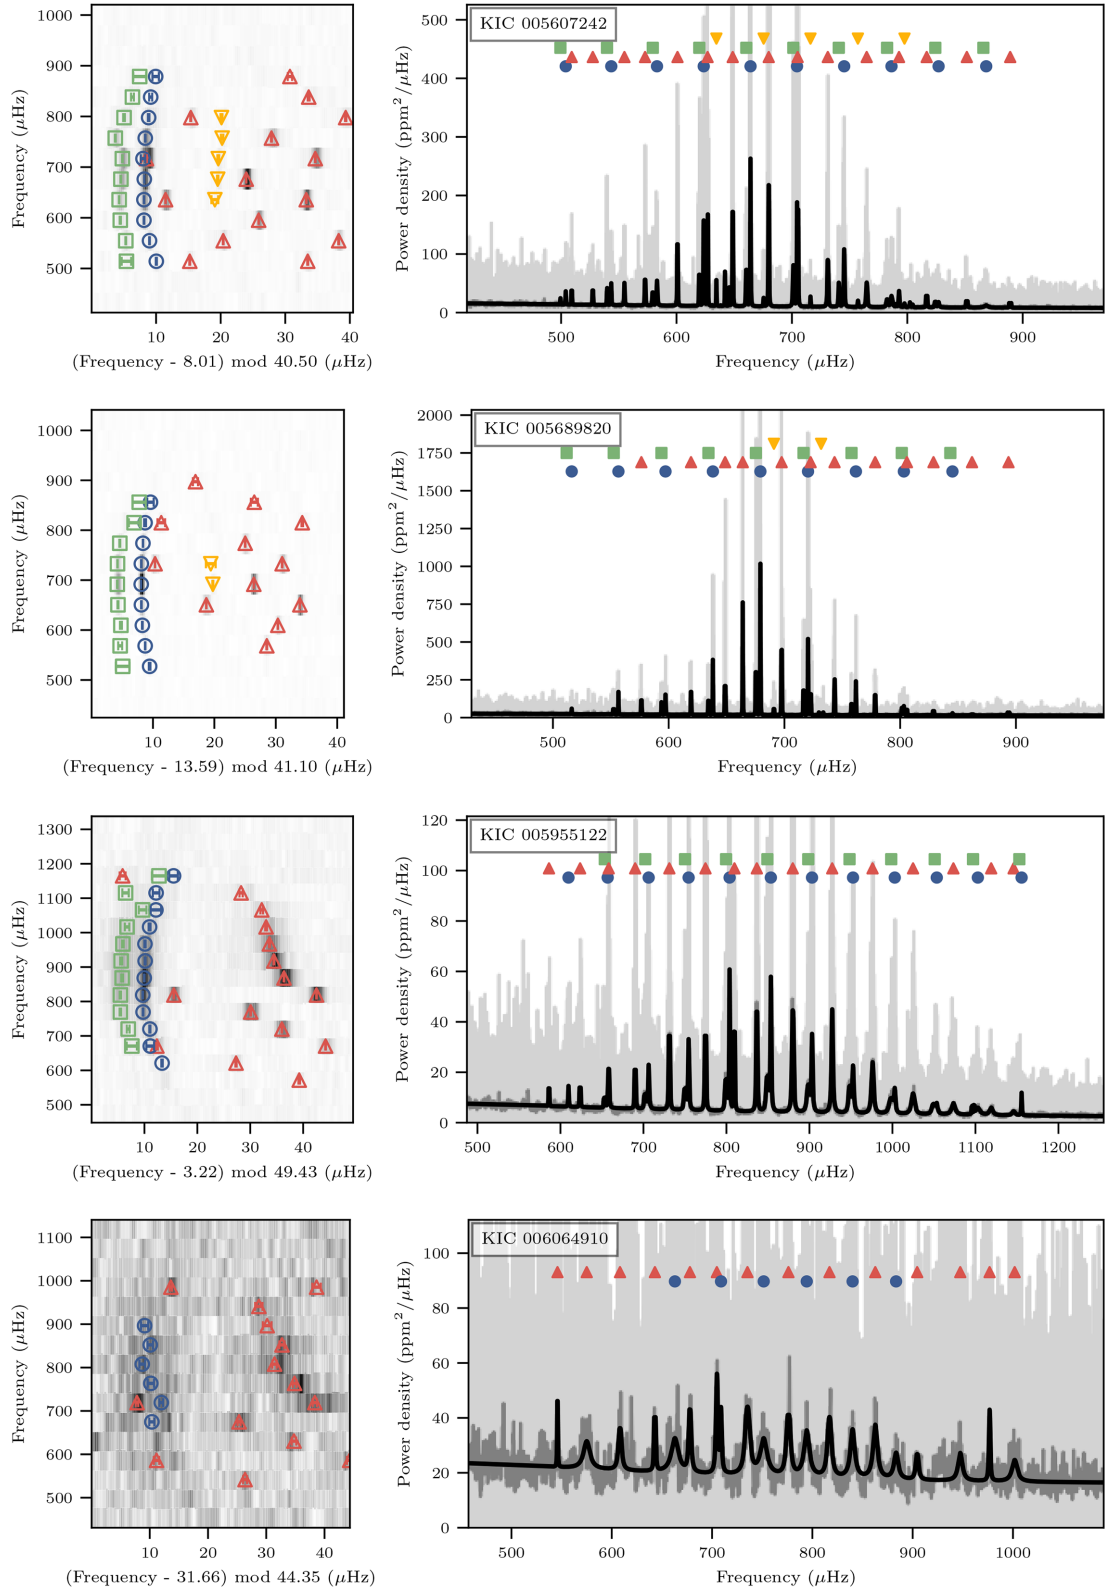 KIC 005607242
Frequency (μHz)
1000
900
800
700
600
500
10 20 30 40
(Frequency - 8.01) mod 40.50 (μHz)
Power density (ppm²/μHz)
500
400
300
200
100
0
500 600 700 800 900
Frequency (μHz)
KIC 005689820
Frequency (μHz)
1000
900
800
700
600
500
10 20 30 40
(Frequency - 13.59) mod 41.10 (μHz)
Power density (ppm²/μHz)
2000
1750
1500
1250
1000
750
500
250
0
500 600 700 800 900
Frequency (μHz)
KIC 005955122
Frequency (μHz)
1300
1200
1100
1000
900
800
700
600
500
10 20 30 40
(Frequency - 3.22) mod 49.43 (μHz)
Power density (ppm²/μHz)
120
100
80
60
40
20
0
500 600 700 800 900 1000 1100 1200
Frequency (μHz)
KIC 006064910
Frequency (μHz)
1100
1000
900
800
700
600
500
10 20 30 40
(Frequency - 31.66) mod 44.35 (μHz)
Power density (ppm²/μHz)
100
80
60
40
20
0
500 600 700 800 900 1000
Frequency (μHz)